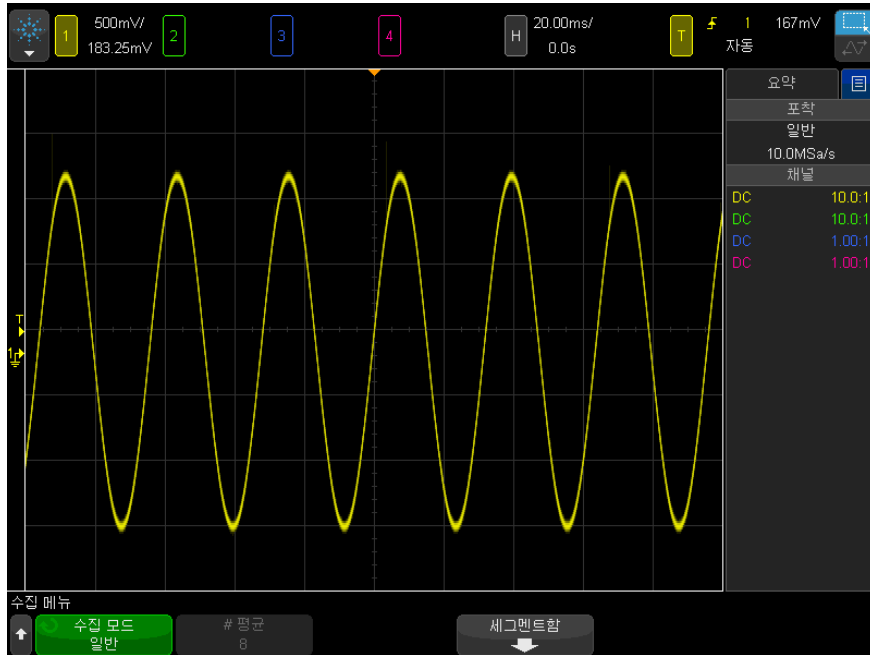 1 500mV/ 2 3 4 H 20.00ms/ T 1 167mV
183.25mV 0.0s 자동
요약
포착
일반
10.0MSa/s
채널
DC 10.0:1
DC 10.0:1
DC 1.00:1
DC 1.00:1
T
1
수집 메뉴
수집 모드 # 평균 세그멘트함
일반 8